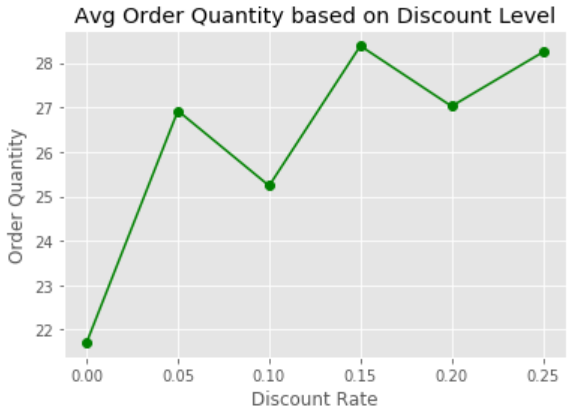 Avg Order Quantity based on Discount Level
28
27
26
25
24
23
22
Order Quantity
0.00 0.05 0.10 0.15 0.20 0.25
Discount Rate